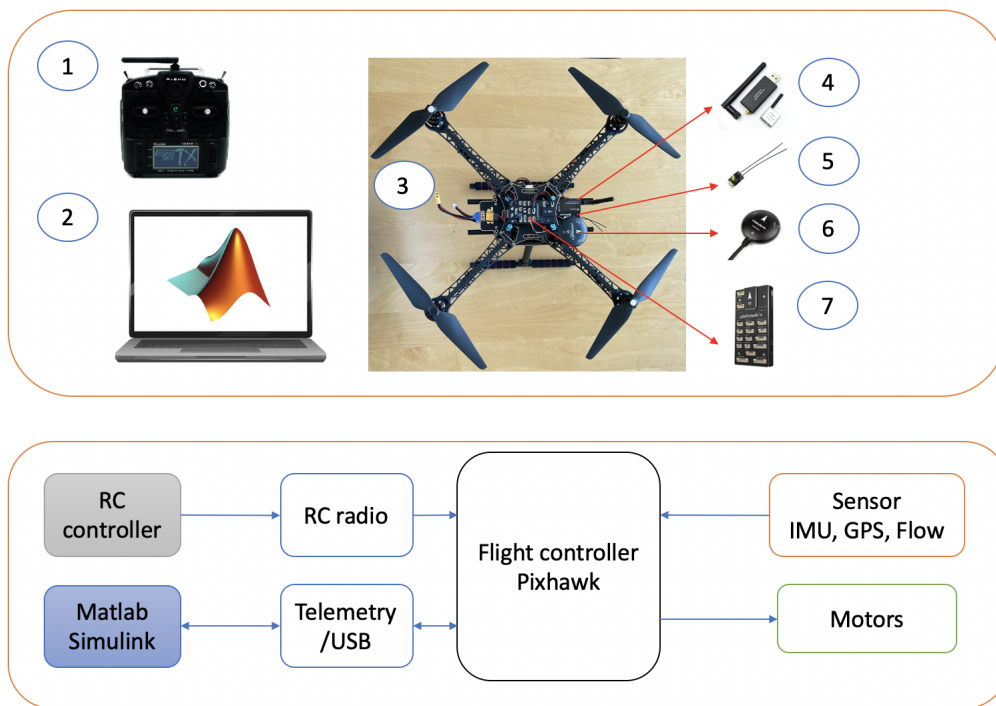 1
2
3
4
5
6
7
RC
controller
RC radio
Flight controller
Pixhawk
Sensor
IMU, GPS, Flow
Matlab
Simulink
Telemetry
/USB
Motors